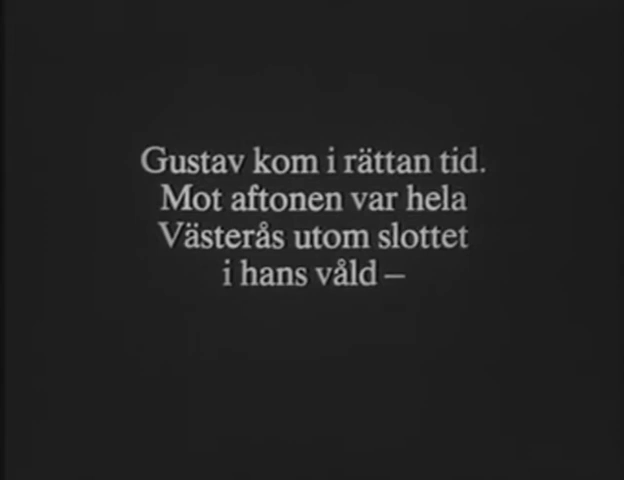 Gustav kom i rättan tid.
Mot aftonen var hela
Västerås utom slottet
i hans våld –